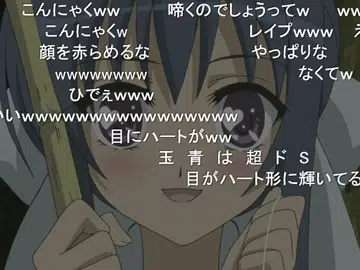 こんにゃくww 啼くのでしょうってｗ ｗｗ
こんにゃくｗ レイプｗｗｗ え
顔を赤らめるな やっぱりな
wwwwwwww なくてｗ
ひでぇｗｗｗ
いいwwwwwwwwwwwwwwww
目にハートがｗｗ
玉青は超ドＳ
目がハート形に輝いてる